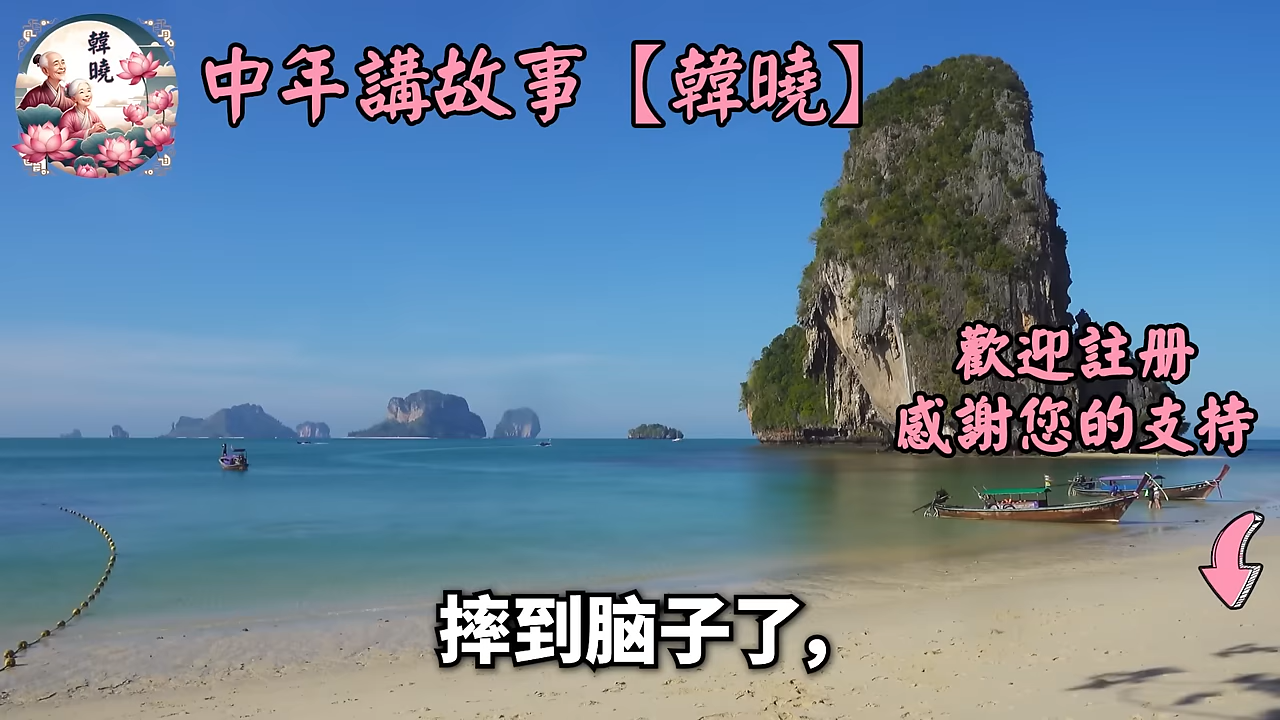 韓曉
中年講故事【韓曉】
歡迎註册
感謝您的支持
摔到脑子了，